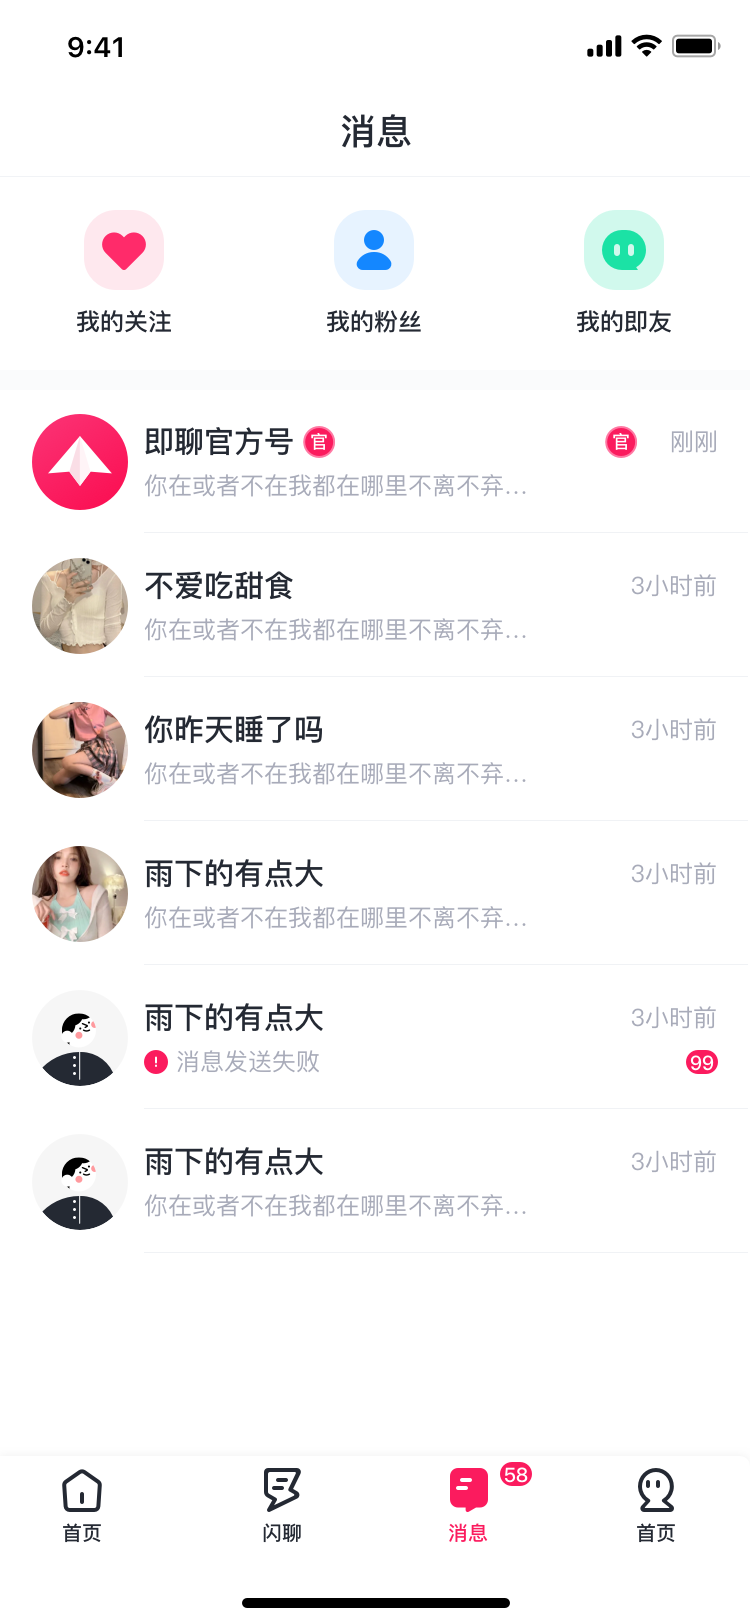 9:41
消息
我的关注 我的粉丝 我的即友
即聊官方号 官 官 刚刚
你在或者不在我都在哪里不离不弃...
不爱吃甜食 3小时前
你在或者不在我都在哪里不离不弃...
你昨天睡了吗 3小时前
你在或者不在我都在哪里不离不弃...
雨下的有点大 3小时前
你在或者不在我都在哪里不离不弃...
雨下的有点大 3小时前
消息发送失败 99
雨下的有点大 3小时前
你在或者不在我都在哪里不离不弃...
58
首页 闪聊 消息 首页